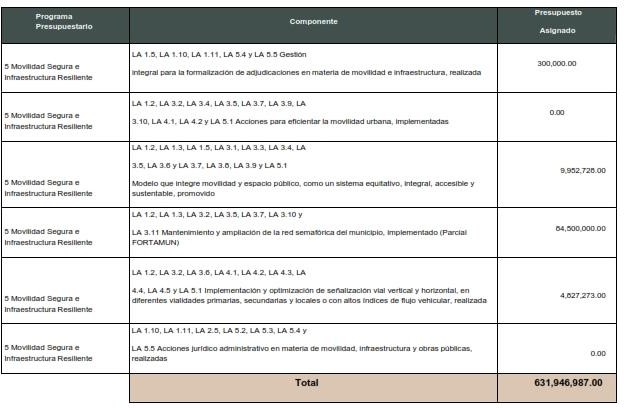 Programa
Presupuestario
Componente
Presupuesto
Asignado
5 Movilidad Segura e
Infraestructura Resiliente
LA 1.5, LA 1.10, LA 1.11, LA 5.4 y LA 5.5 Gestión
integral para la formalización de adjudicaciones en materia de movilidad e infraestructura, realizada
300,000.00
5 Movilidad Segura e
Infraestructura Resiliente
LA 1.2, LA 3.2, LA 3.4, LA 3.5, LA 3.7, LA 3.9, LA
3.10, LA 4.1, LA 4.2 y LA 5.1 Acciones para eficientar la movilidad urbana, implementadas
0.00
5 Movilidad Segura e
Infraestructura Resiliente
LA 1.2, LA 1.3, LA 1.5, LA 3.1, LA 3.3, LA 3.4, LA
3.5, LA 3.6 y LA 3.7, LA 3.8, LA 3.9 y LA 5.1
Modelo que integre movilidad y espacio público, como un sistema equitativo, integral, accesible y
sustentable, promovido
5 Movilidad Segura e
Infraestructura Resiliente
LA 1.2, LA 1.3, LA 3.2, LA 3.5, LA 3.7, LA 3.10 y
LA 3.11 Mantenimiento y ampliación de la red semafórica del municipio, implementado (Parcial
FORTAMUN)
5 Movilidad Segura e
Infraestructura Resiliente
LA 1.2, LA 3.2, LA 3.6, LA 4.1, LA 4.2, LA 4.3, LA
4.4, LA 4.5 y LA 5.1 Implementación y optimización de señalización vial vertical y horizontal, en
diferentes vialidades primarias, secundarias y locales o con altos índices de flujo vehicular, realizada
5 Movilidad Segura e
Infraestructura Resiliente
LA 1.10, LA 1.11, LA 2.5, LA 5.2, LA 5.3, LA 5.4 y
LA 5.5 Acciones jurídico administrativo en materia de movilidad, infraestructura y obras públicas,
realizadas
0.00
Total
631,946,987.00